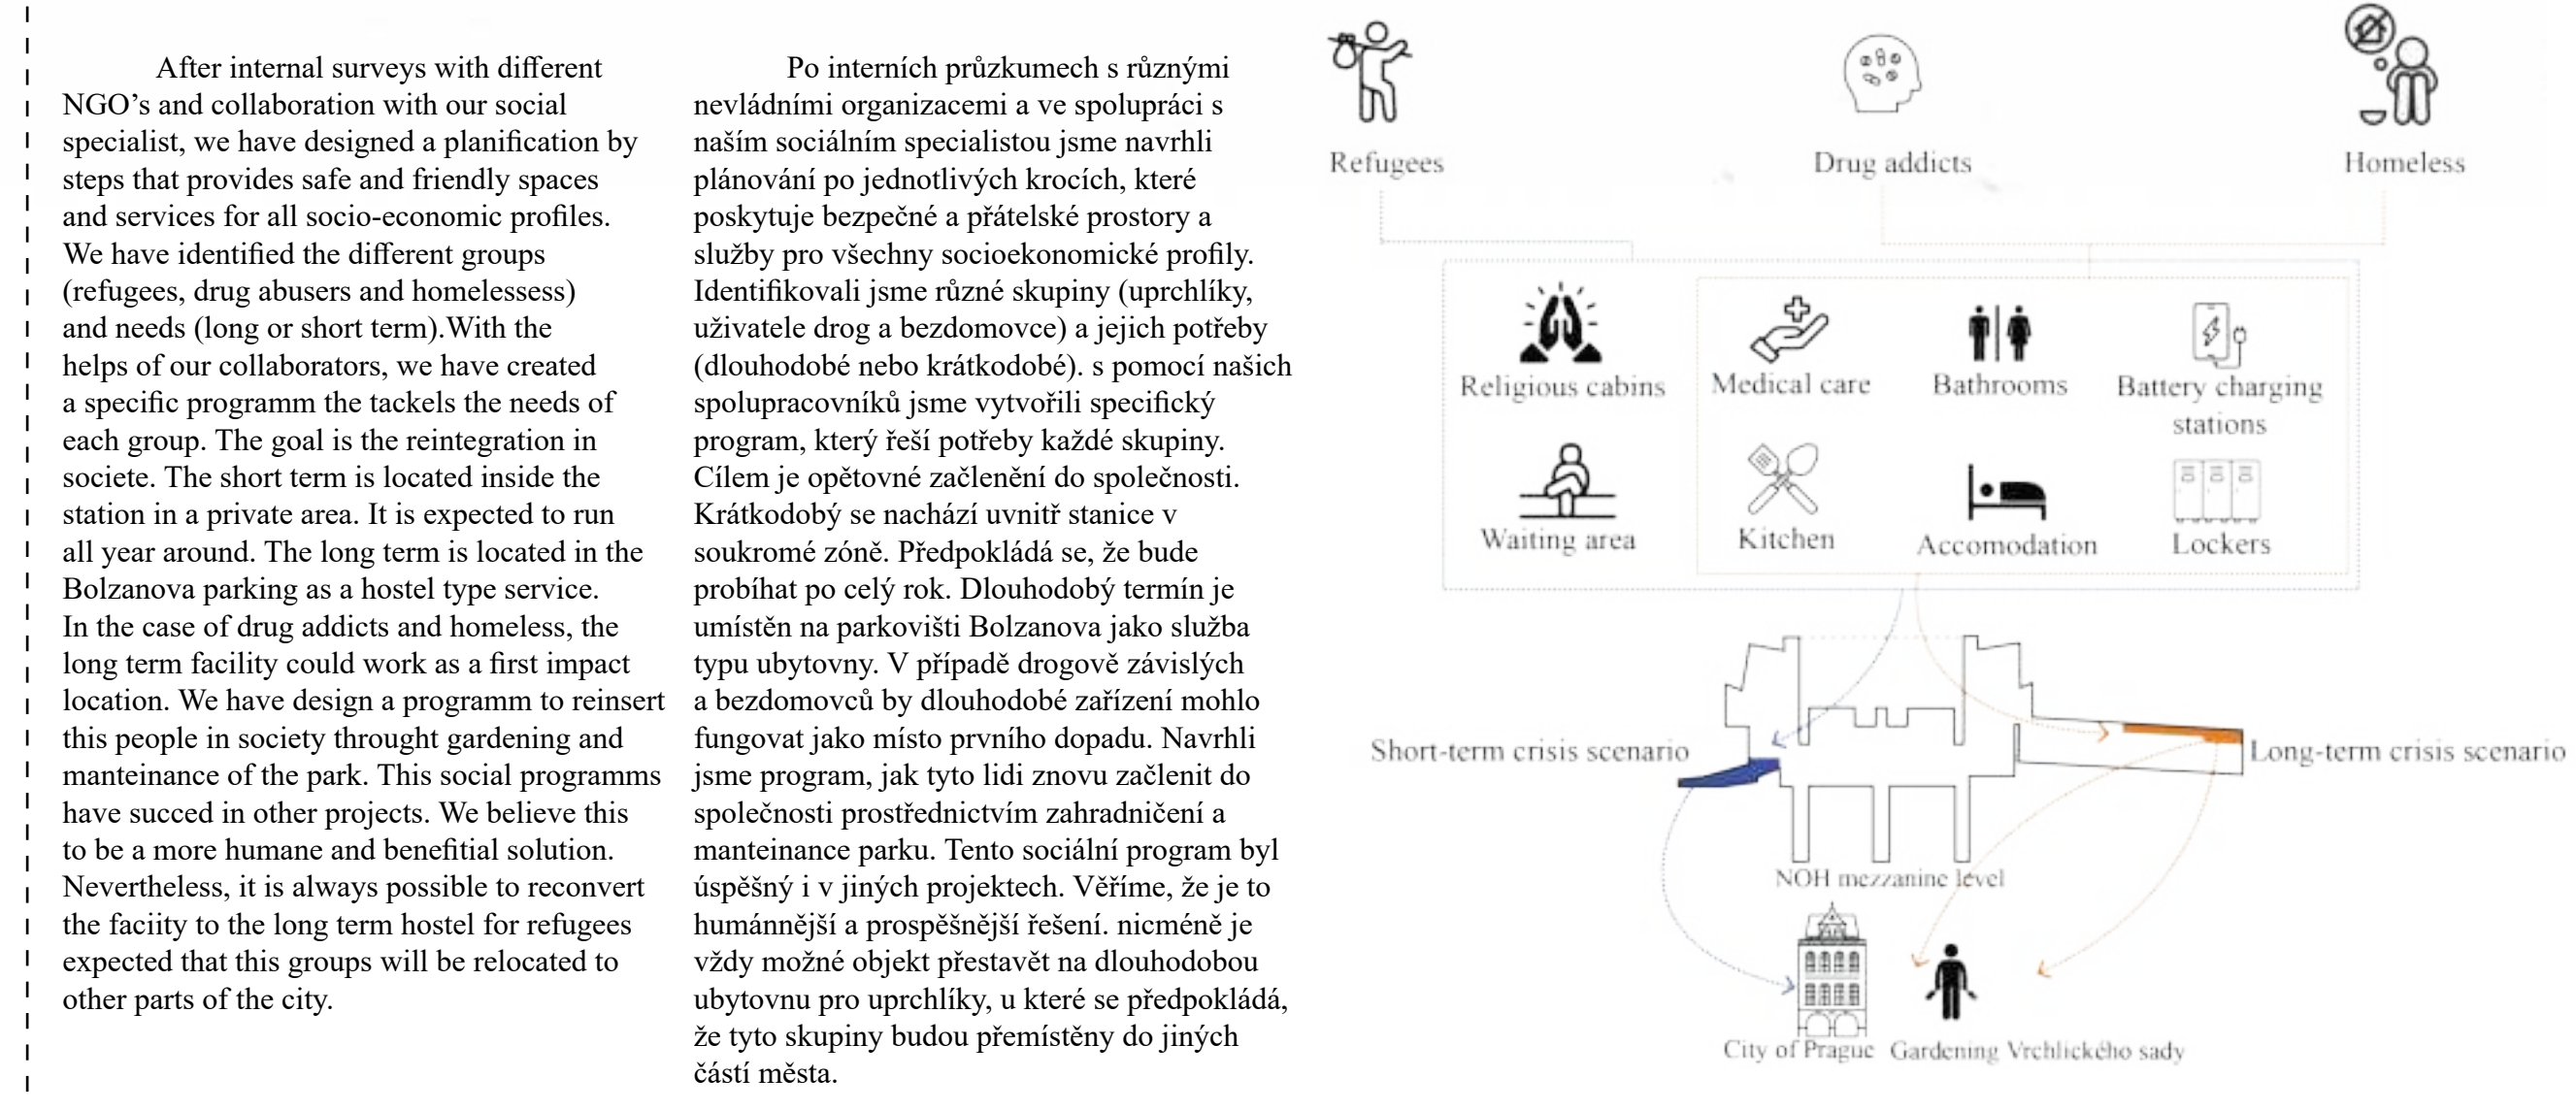 After internal surveys with different
NGO’s and collaboration with our social
specialist, we have designed a planification by
steps that provides safe and friendly spaces
and services for all socio-economic profiles.
We have identified the different groups
(refugees, drug abusers and homelessess)
and needs (long or short term).With the
helps of our collaborators, we have created
a specific programm the tackels the needs of
each group. The goal is the reintegration in
societe. The short term is located inside the
station in a private area. It is expected to run
all year around. The long term is located in the
Bolzanova parking as a hostel type service.
In the case of drug addicts and homeless, the
long term facility could work as a first impact
location. We have design a programm to reinsert
this people in society throught gardening and
manteinance of the park. This social programms
have succed in other projects. We believe this
to be a more humane and benefitial solution.
Nevertheless, it is always possible to reconvert
the faciity to the long term hostel for refugees
expected that this groups will be relocated to
other parts of the city.
Po interních průzkumech s různými
nevládními organizacemi a ve spolupráci s
naším sociálním specialistou jsme navrhli
plánování po jednotlivých krocích, které
poskytuje bezpečné a přátelské prostory a
služby pro všechny socioekonomické profily.
Identifikovali jsme různé skupiny (uprchlíky,
uživatele drog a bezdomovce) a jejich potřeby
(dlouhodobé nebo krátkodobé). s pomocí našich
spolupracovníků jsme vytvořili specifický
program, který řeší potřeby každé skupiny.
Cílem je opětovné začlenění do společnosti.
Krátkodobý se nachází uvnitř stanice v
soukromé zóně. Předpokládá se, že bude
probíhat po celý rok. Dlouhodobý termín je
umístěn na parkovišti Bolzanova jako služba
typu ubytovny. V případě drogově závislých
a bezdomovců by dlouhodobé zařízení mohlo
fungovat jako místo prvního dopadu. Navrhli
jsme program, jak tyto lidi znovu začlenit do
společnosti prostřednictvím zahradničení a
manteinance parku. Tento sociální program byl
úspěšný i v jiných projektech. Věříme, že je to
humánnější a prospěšnější řešení. nicméně je
vždy možné objekt přestavět na dlouhodobou
ubytovnu pro uprchlíky, u které se předpokládá,
že tyto skupiny budou přemístěny do jiných
částí města.
Refugees
Drug addicts
Homeless
Religious cabins
Medical care
Bathrooms
Battery charging
stations
Waiting area
Kitchen
Accomodation
Lockers
Short-term crisis scenario
Long-term crisis scenario
NOH mezzanine level
City of Prague
Gardening Vrchlického sady